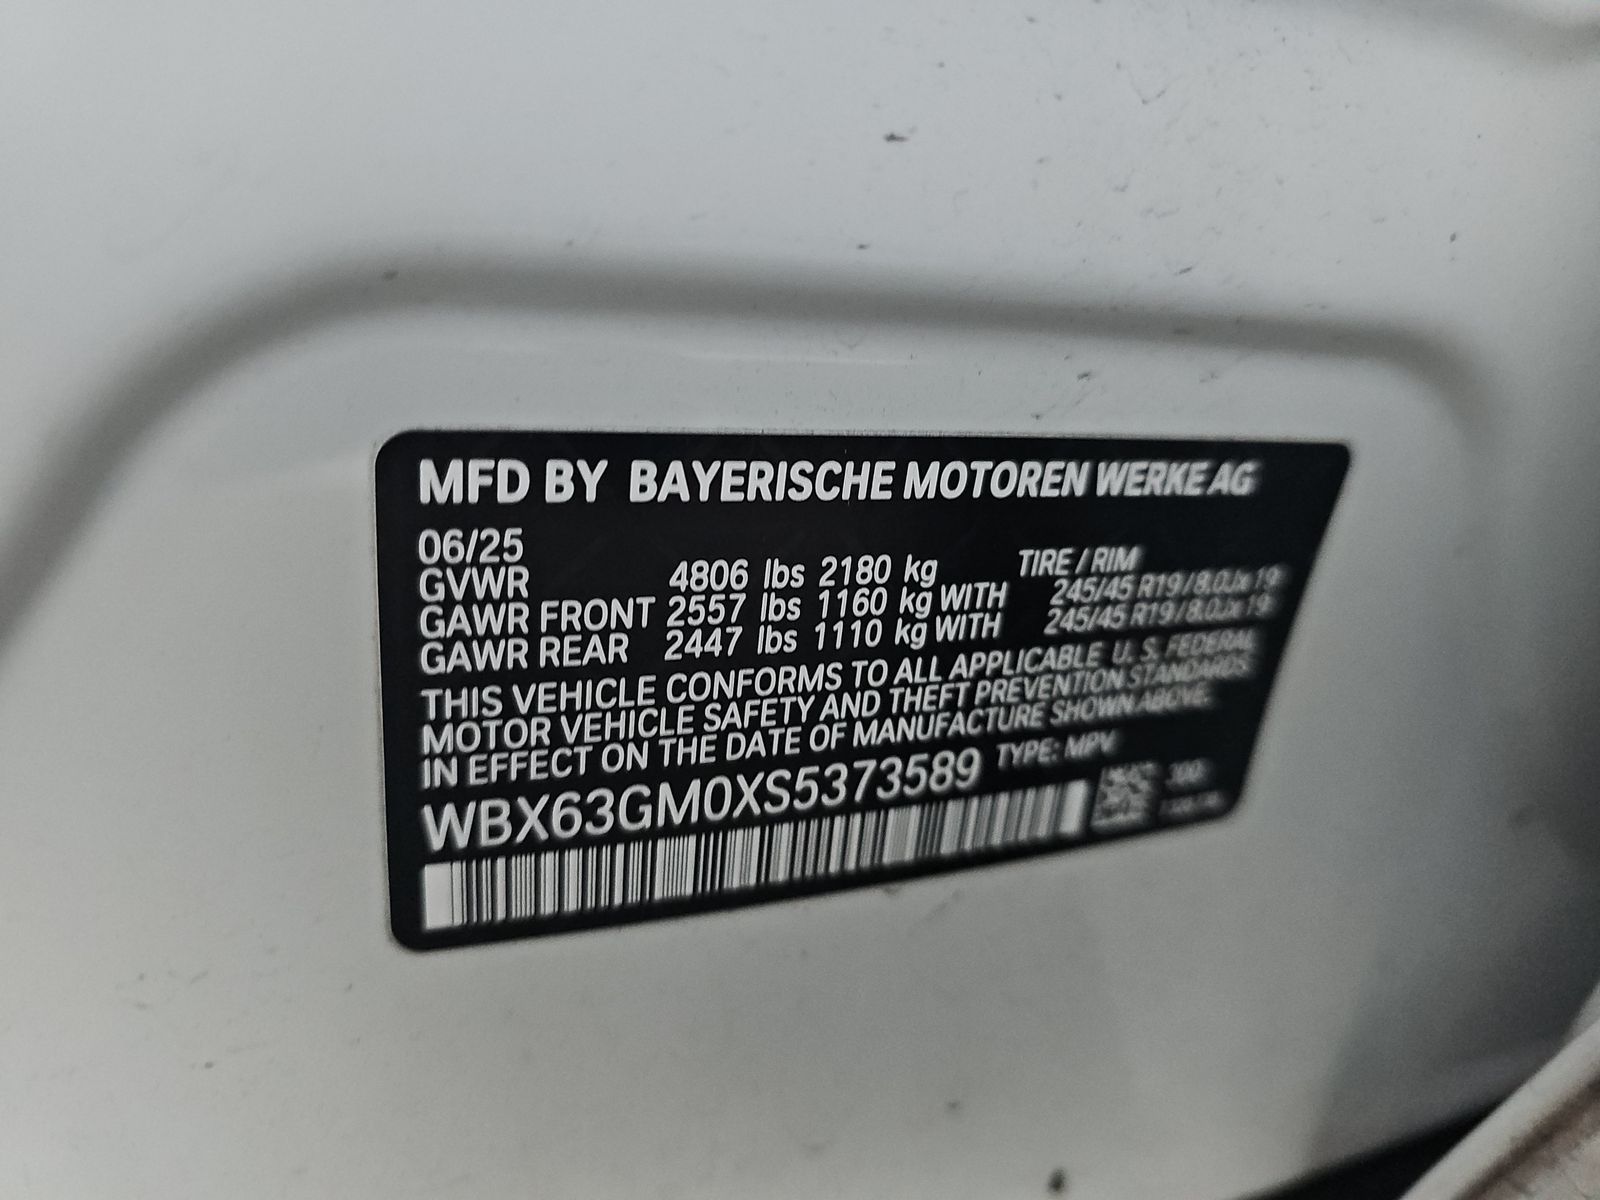 MFD BY BAYERISCHE MOTOREN WERKE AG
06/25
GVWR 4806 lbs 2180 kg TIRE / RIM
GAWR FRONT 2557 lbs 1160 kg WITH 245/45 R19 / 8.0Jx19
GAWR REAR 2447 lbs 1110 kg WITH 245/45 R19 / 8.0Jx19
THIS VEHICLE CONFORMS TO ALL APPLICABLE U. S. FEDERAL
MOTOR VEHICLE SAFETY AND THEFT PREVENTION STANDARDS
IN EFFECT ON THE DATE OF MANUFACTURE SHOWN ABOVE.
WBX63GM0XS5373589 TYPE: MPV